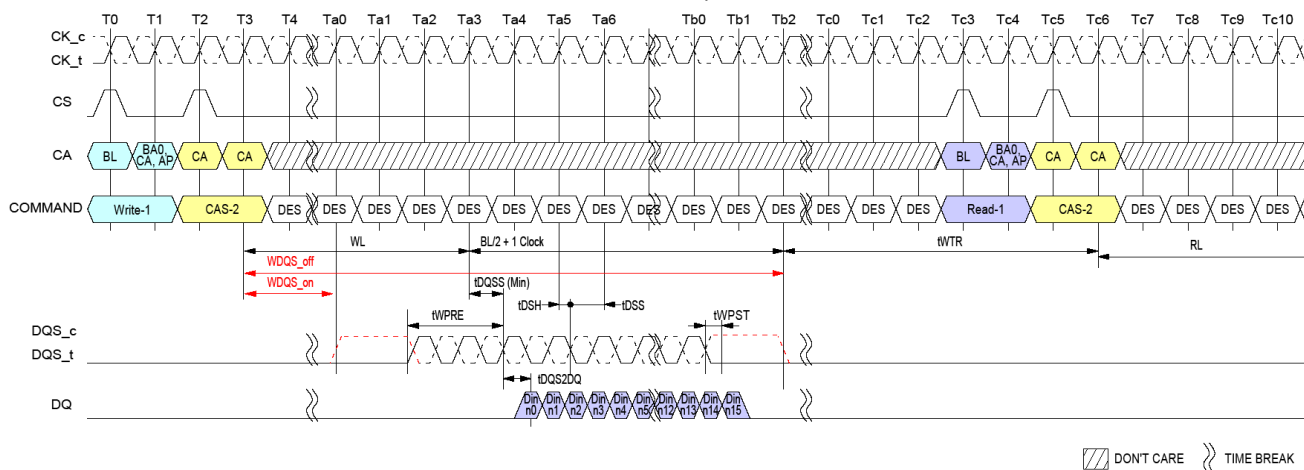 T0 T1 T2 T3 T4 Ta0 Ta1 Ta2 Ta3 Ta4 Ta5 Ta6 Tb0 Tb1 Tb2 Tc0 Tc1 Tc2 Tc3 Tc4 Tc5 Tc6 Tc7 Tc8 Tc9 Tc10
CK_c
CK_t
CS
CA BL BA0, CA, AP CA CA BL BA0, CA, AP CA CA
COMMAND Write-1 CAS-2 DES DES DES DES DES DES DES DES DES DES DES DES DES DES Read-1 CAS-2 DES DES DES DES
WL BL/2 + 1 Clock tWTR RL
WDQS_off
WDQS_on tDQSS (Min)
tDSH tDSS
tWPRE tWPST
DQS_c
DQS_t
tDQS2DQ
DQ Din n0 Din n1 Din n2 Din n3 Din n4 Din n5 Din n12 Din n13 Din n14 Din n15
DON'T CARE TIME BREAK